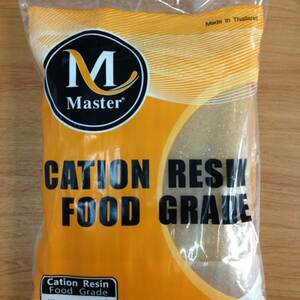 Made in Thailand
M
Master®
CATION RESIN
FOOD GRADE
Cation Resin
Food Grade